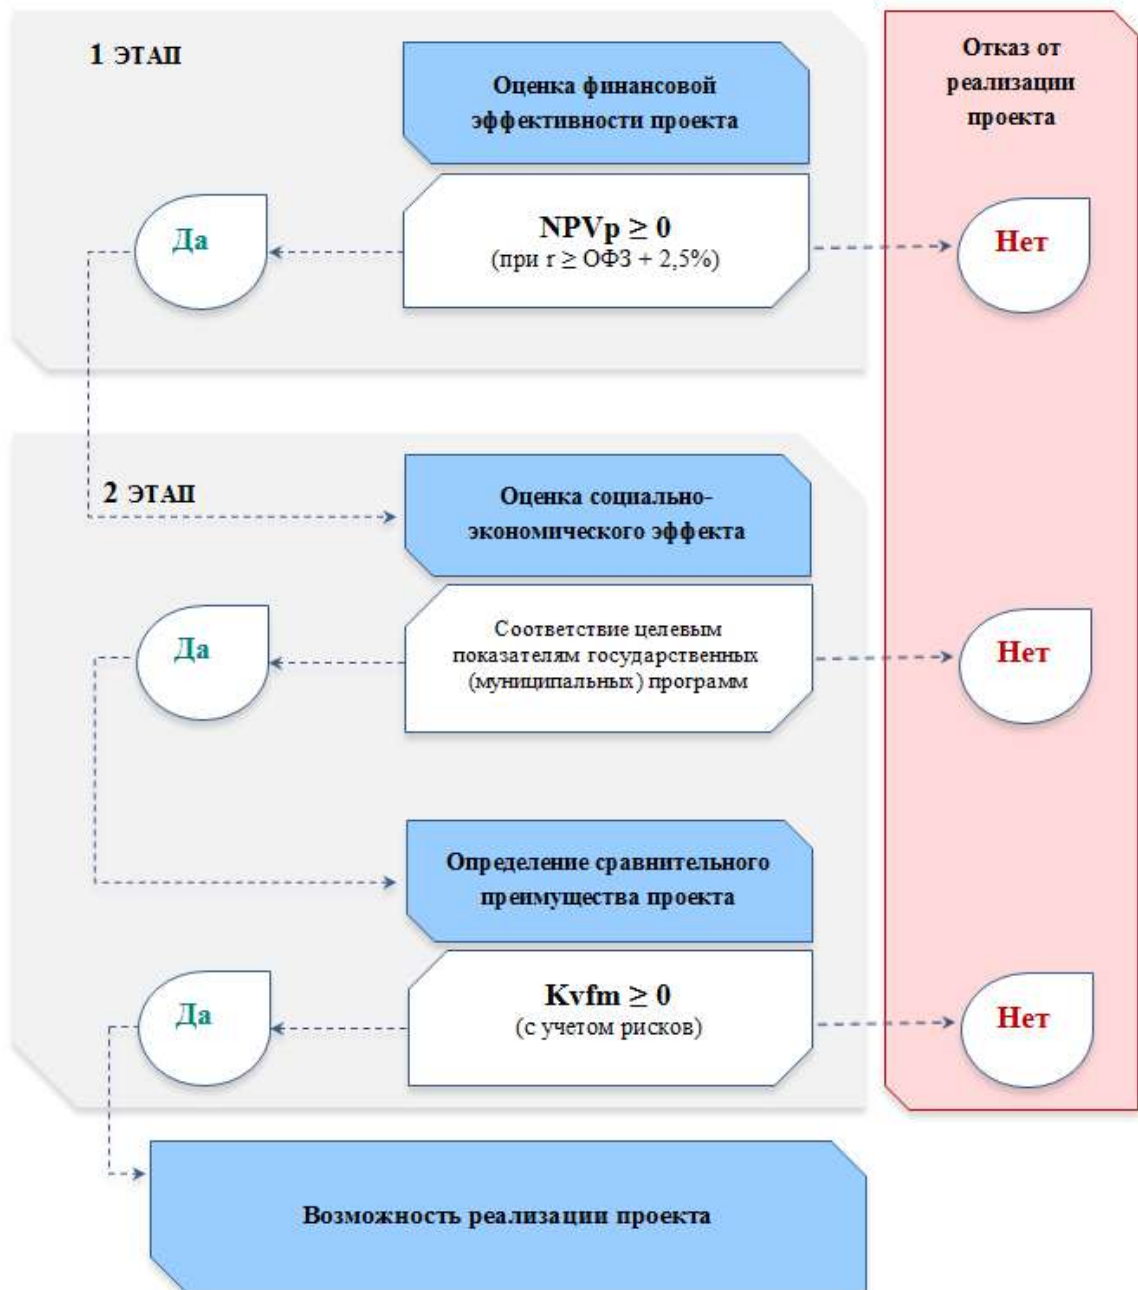 1 ЭТАП
Оценка финансовой
эффективности проекта
Отказ от
реализации
проекта
Да
NPVp ≥ 0
(при r ≥ ОФЗ + 2,5%)
Нет
2 ЭТАП
Оценка социально-
экономического эффекта
Да
Соответствие целевым
показателям государственных
(муниципальных) программ
Нет
Определение сравнительного
преимущества проекта
Да
Kvfm ≥ 0
(с учетом рисков)
Нет
Возможность реализации проекта